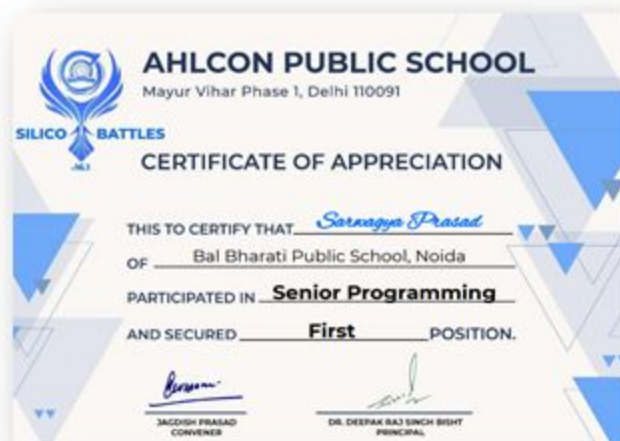 AHLCON PUBLIC SCHOOL
Mayur Vihar Phase 1, Delhi 110091
SILICO BATTLES
CERTIFICATE OF APPRECIATION
THIS TO CERTIFY THAT Sarwagya Prasad
OF Bal Bharati Public School, Noida
PARTICIPATED IN Senior Programming
AND SECURED First POSITION.
JAGDISH PRASAD
CONVENER
DR. DEEPAK RAJ SINGH BISHT
PRINCIPAL